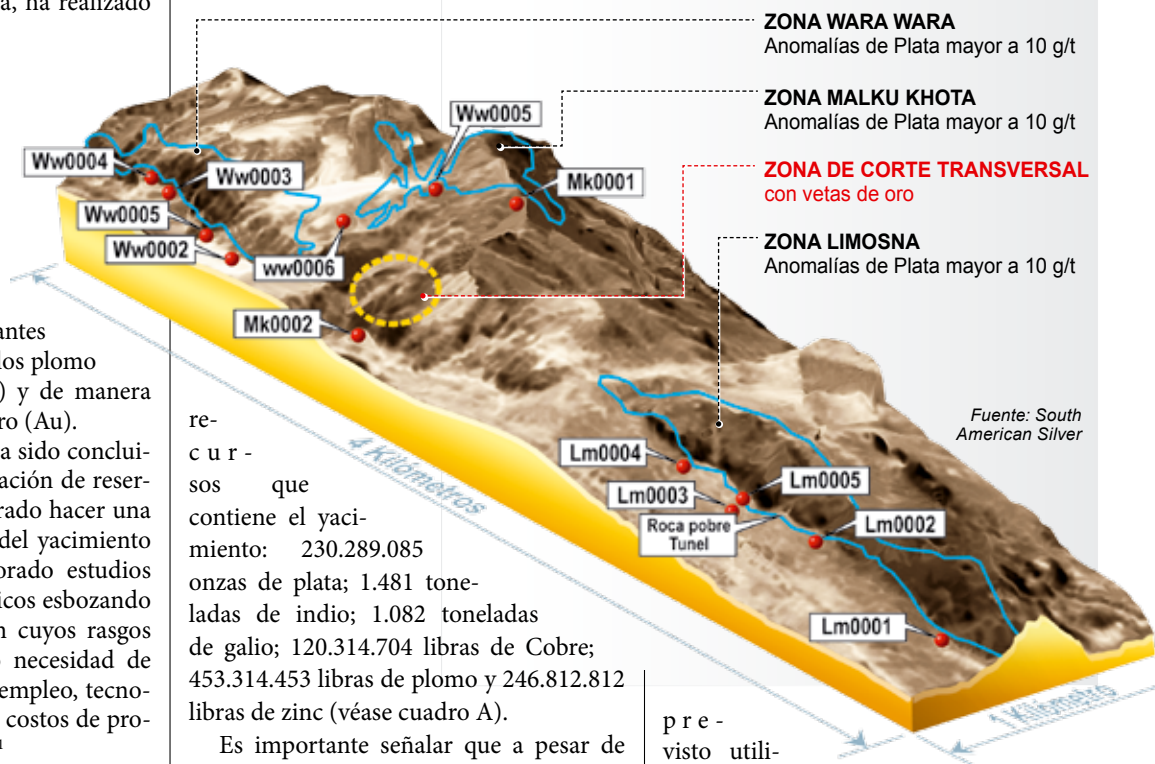 a, ha realizado
antes
los plomo
) y de manera
ro (Au).
a sido conclui-
ación de reser-
rado hacer una
del yacimiento
orado estudios
icos esbozando
n cuyos rasgos
necesidad de
empleo, tecno-
costos de pro-
re-
cur-
sos que
contiene el yaci-
miento: 230.289.085
onzas de plata; 1.481 tone-
ladas de indio; 1.082 toneladas
de galio; 120.314.704 libras de Cobre;
453.314.453 libras de plomo y 246.812.812
libras de zinc (véase cuadro A).
Es importante señalar que a pesar de
pre-
visto utili-
ZONA WARA WARA
Anomalías de Plata mayor a 10 g/t
ZONA MALKU KHOTA
Anomalías de Plata mayor a 10 g/t
ZONA DE CORTE TRANSVERSAL
con vetas de oro
ZONA LIMOSNA
Anomalías de Plata mayor a 10 g/t
Ww0005
Ww0004
Ww0003
Mk0001
Ww0005
Ww0002
ww0006
Mk0002
Lm0004
Lm0005
Lm0003
Roca pobre
Tunel
Lm0002
Lm0001
4 Kilómetros
1 Kilómetro
Fuente: South
American Silver